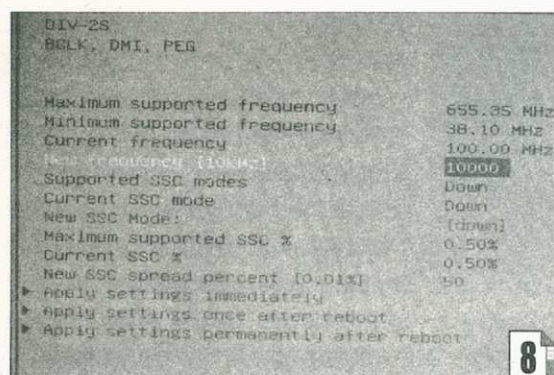 DIV-2S
BCLK, DMI, PEG
Maximum supported frequency 655.35 MHz
Minimum supported frequency 38.10 MHz
Current frequency 100.00 MHz
New frequency [10kHz] 10000
Supported SSC modes Down
Current SSC mode Down
New SSC Mode: [down]
Maximum supported SSC % 0.50%
Current SSC % 0.50%
New SSC spread percent [0.01%] 50
Apply settings immediately
Apply settings once after reboot
Apply settings permanently after reboot
8